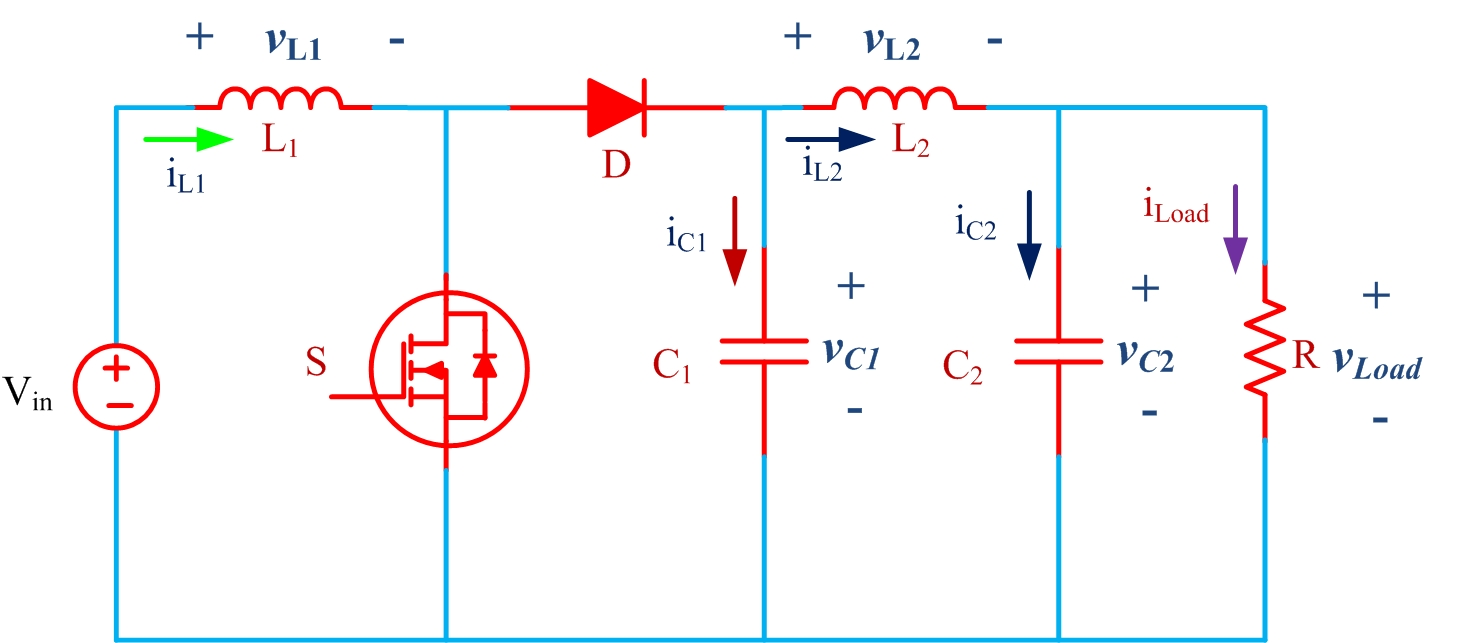 + vL1 -
+ vL2 -
L1
iL1
D
L2
iL2
iC1
iC2
iLoad
S
Vin
+
-
C1
+
vC1
-
C2
+
vC2
-
R
+
vLoad
-